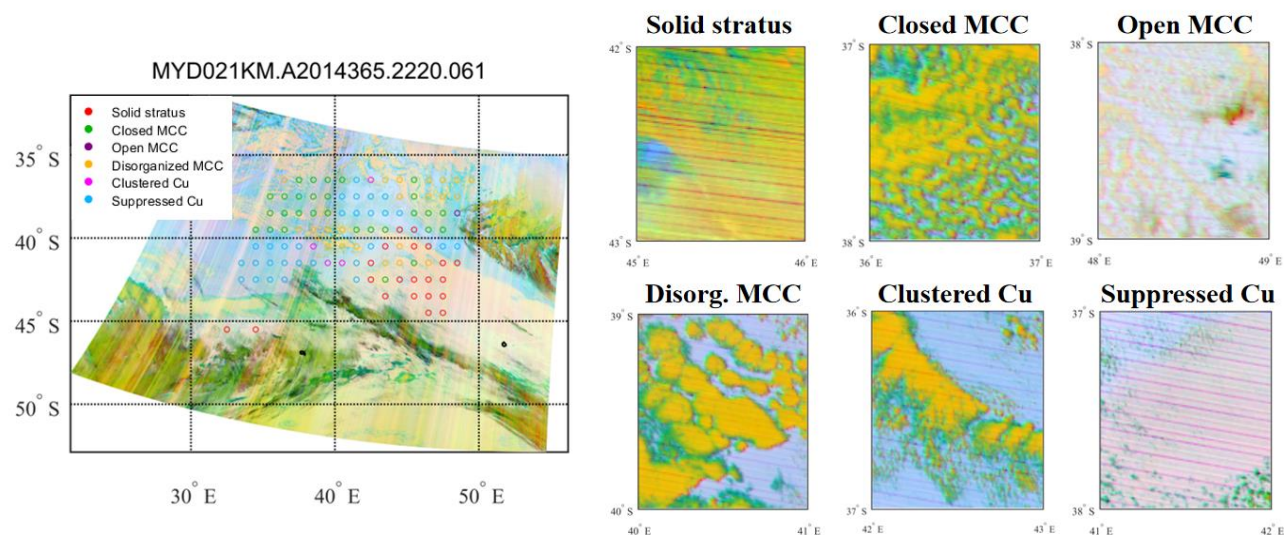 MYD021KM.A2014365.2220.061
Solid stratus
Closed MCC
Open MCC
Disorganized MCC
Clustered Cu
Suppressed Cu
35° S
40° S
45° S
50° S
30° E
40° E
50° E
Solid stratus
42° S
43° S
45° E
46° E
Closed MCC
37° S
38° S
36° E
37° E
Open MCC
38° S
39° S
48° E
49° E
Disorg. MCC
39° S
40° S
40° E
41° E
Clustered Cu
36° S
37° S
42° E
43° E
Suppressed Cu
37° S
38° S
41° E
42° E